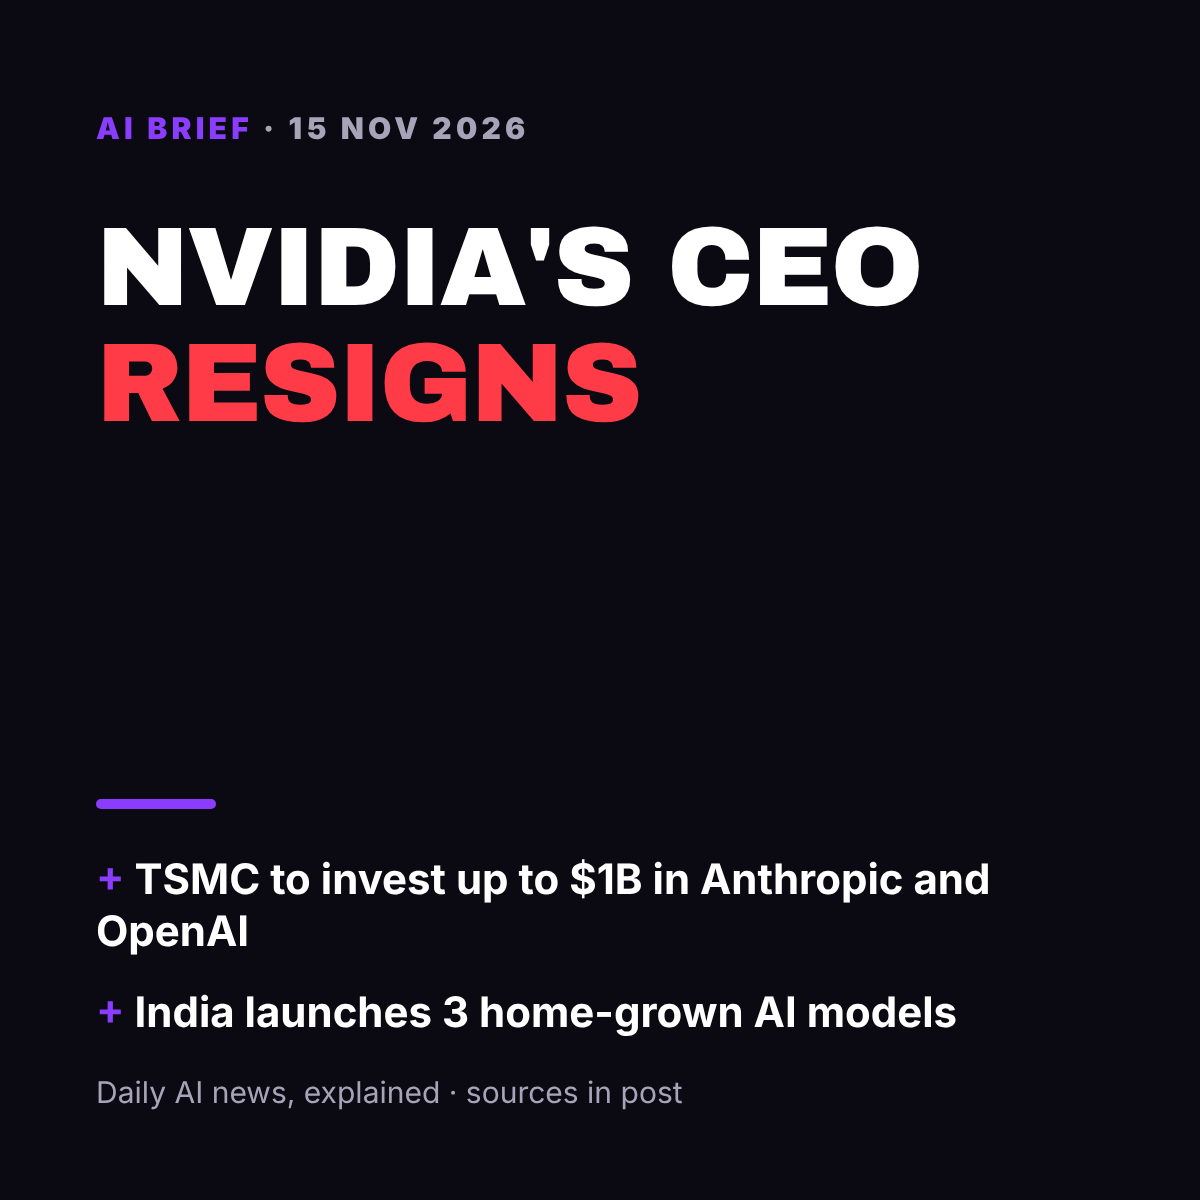 AI BRIEF · 15 NOV 2026
NVIDIA'S CEO
RESIGNS
+ TSMC to invest up to $1B in Anthropic and
OpenAI
+ India launches 3 home-grown AI models
Daily AI news, explained · sources in post